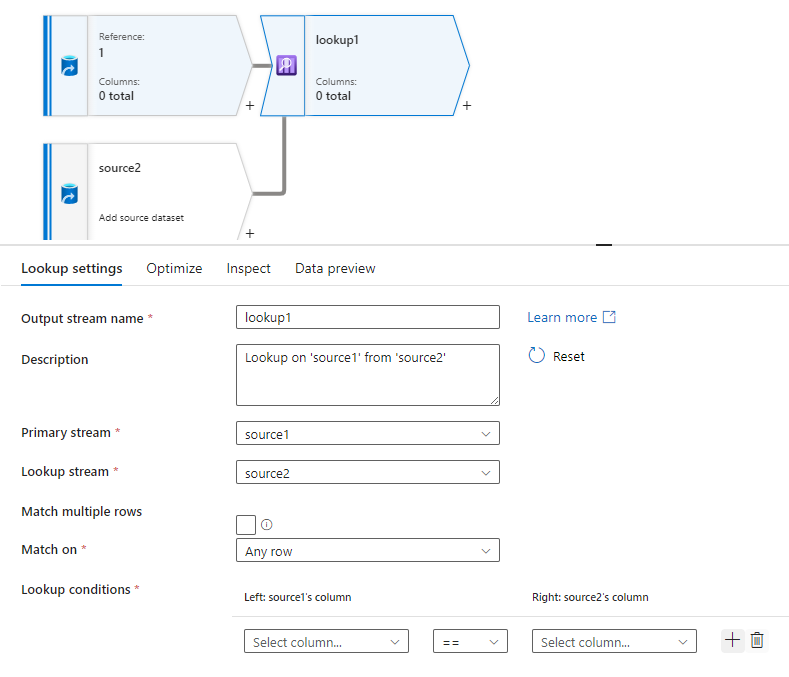 Reference:
1
Columns:
0 total
+
lookup1
Columns:
0 total
+
source2
Add source dataset
+
Lookup settings Optimize Inspect Data preview
Output stream name * lookup1 Learn more
Description Lookup on 'source1' from 'source2' Reset
Primary stream * source1
Lookup stream * source2
Match multiple rows
Match on * Any row
Lookup conditions * Left: source1's column Right: source2's column
Select column... == Select column... +